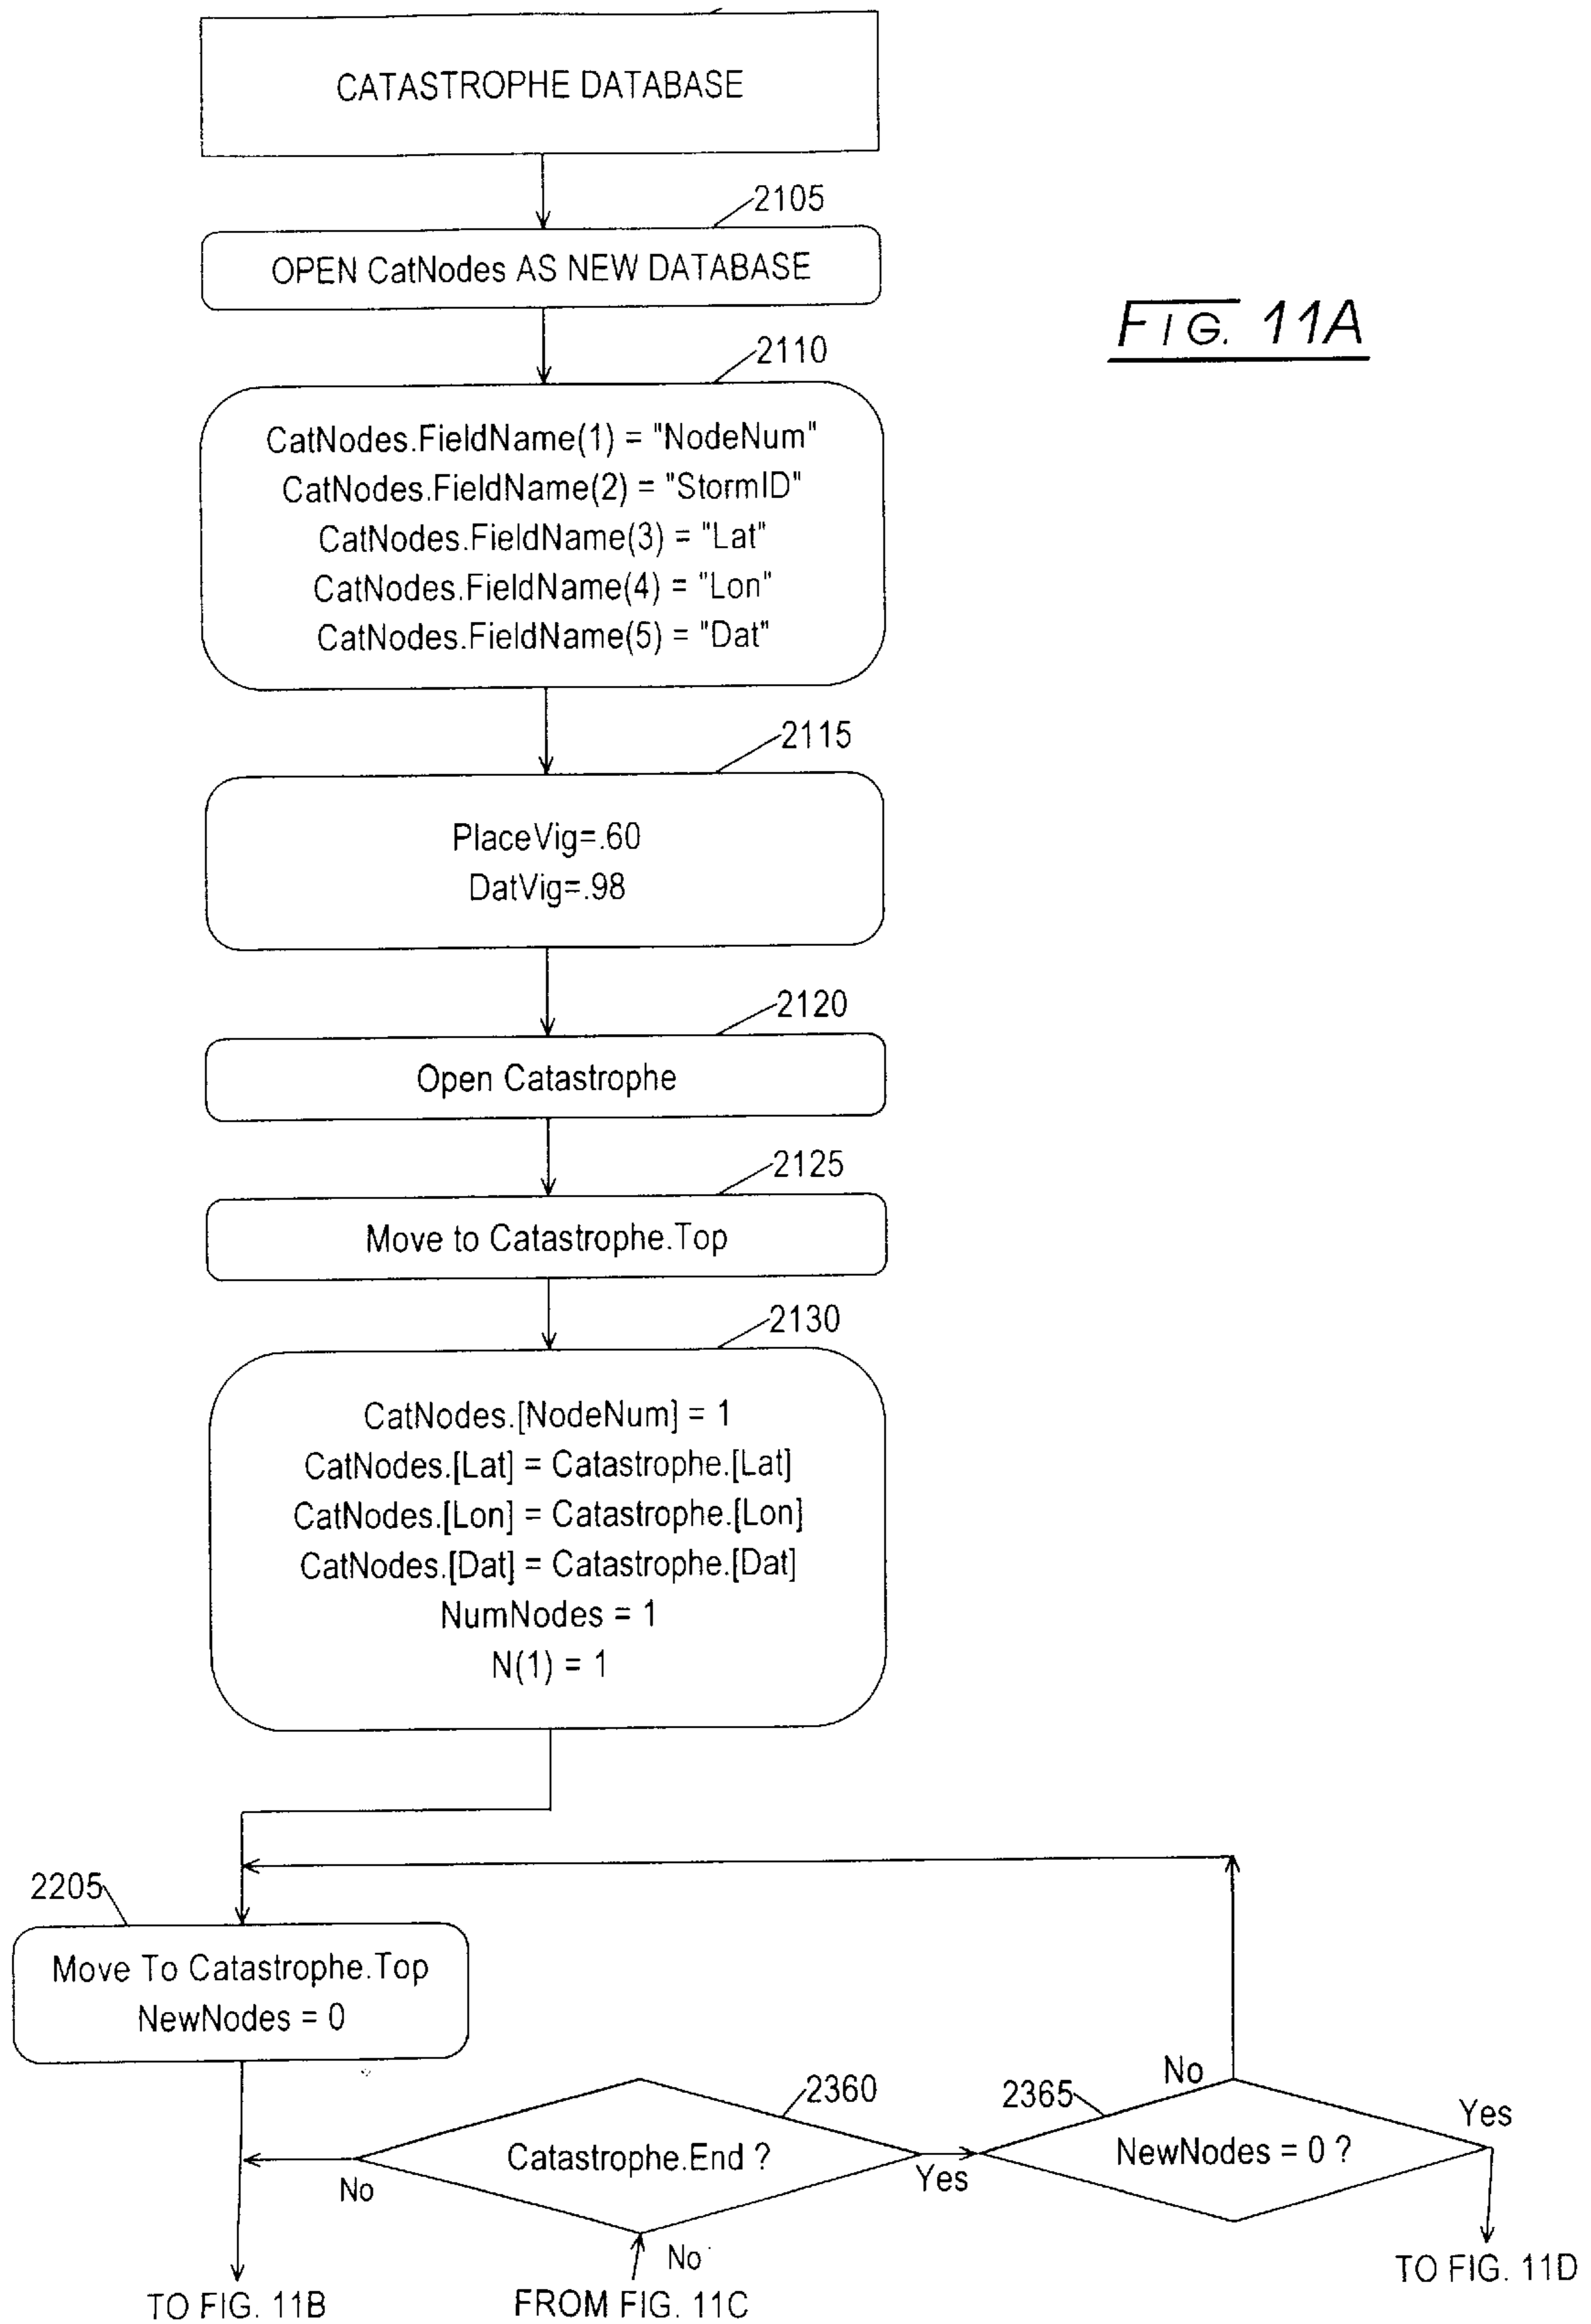 CATASTROPHE DATABASE
2105
OPEN CatNodes AS NEW DATABASE
FIG. 11A
2110
CatNodes.FieldName(1) = "NodeNum"
CatNodes.FieldName(2) = "StormID"
CatNodes.FieldName(3) = "Lat"
CatNodes.FieldName(4) = "Lon"
CatNodes.FieldName(5) = "Dat"
2115
PlaceVig=.60
DatVig=.98
2120
Open Catastrophe
2125
Move to Catastrophe.Top
2130
CatNodes.[NodeNum] = 1
CatNodes.[Lat] = Catastrophe.[Lat]
CatNodes.[Lon] = Catastrophe.[Lon]
CatNodes.[Dat] = Catastrophe.[Dat]
NumNodes = 1
N(1) = 1
2205
Move To Catastrophe.Top
NewNodes = 0
2360
Catastrophe.End ?
No
Yes
2365
No
NewNodes = 0 ?
Yes
No
TO FIG. 11B
FROM FIG. 11C
TO FIG. 11D